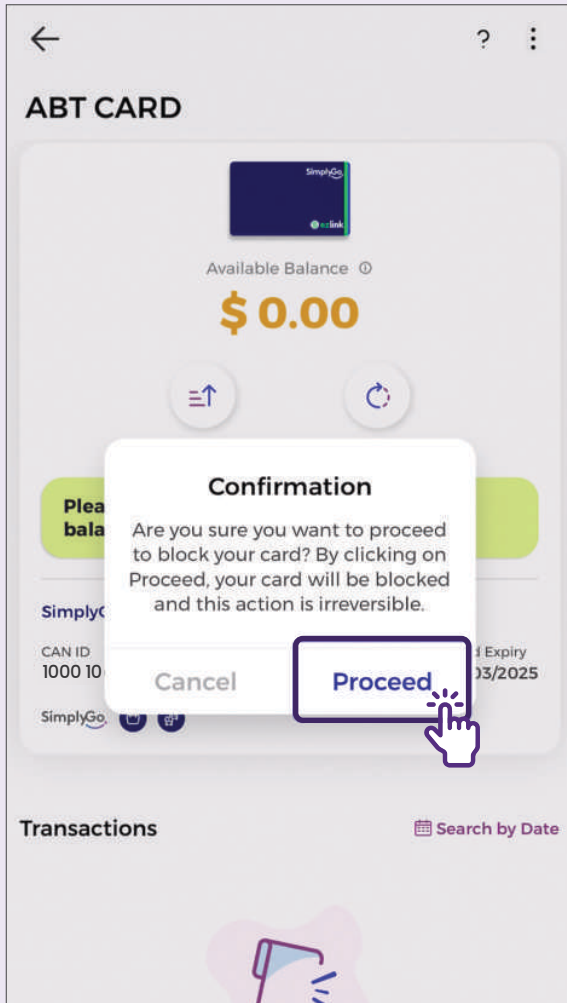 ?
ABT CARD
SimplyGo
ezlink
Available Balance
$ 0.00
Confirmation
Are you sure you want to proceed
to block your card? By clicking on
Proceed, your card will be blocked
and this action is irreversible.
Cancel
Proceed
CAN ID
1000 10
Expiry
03/2025
SimplyGo
Transactions
Search by Date